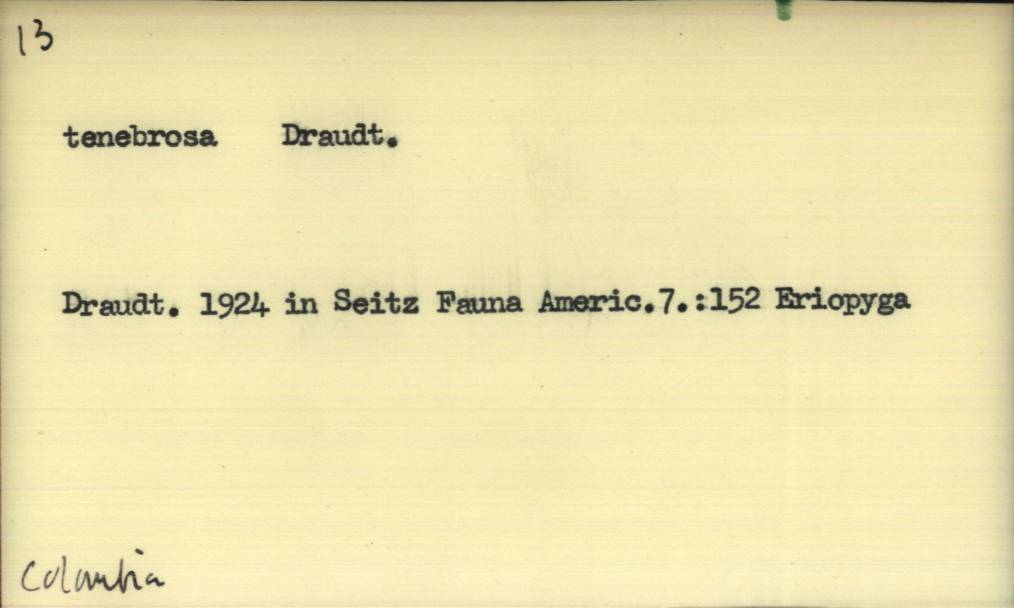 13
tenebrosa Draudt.
Draudt. 1924 in Seitz Fauna Americ.7.:152 Eriopyga
Colombia